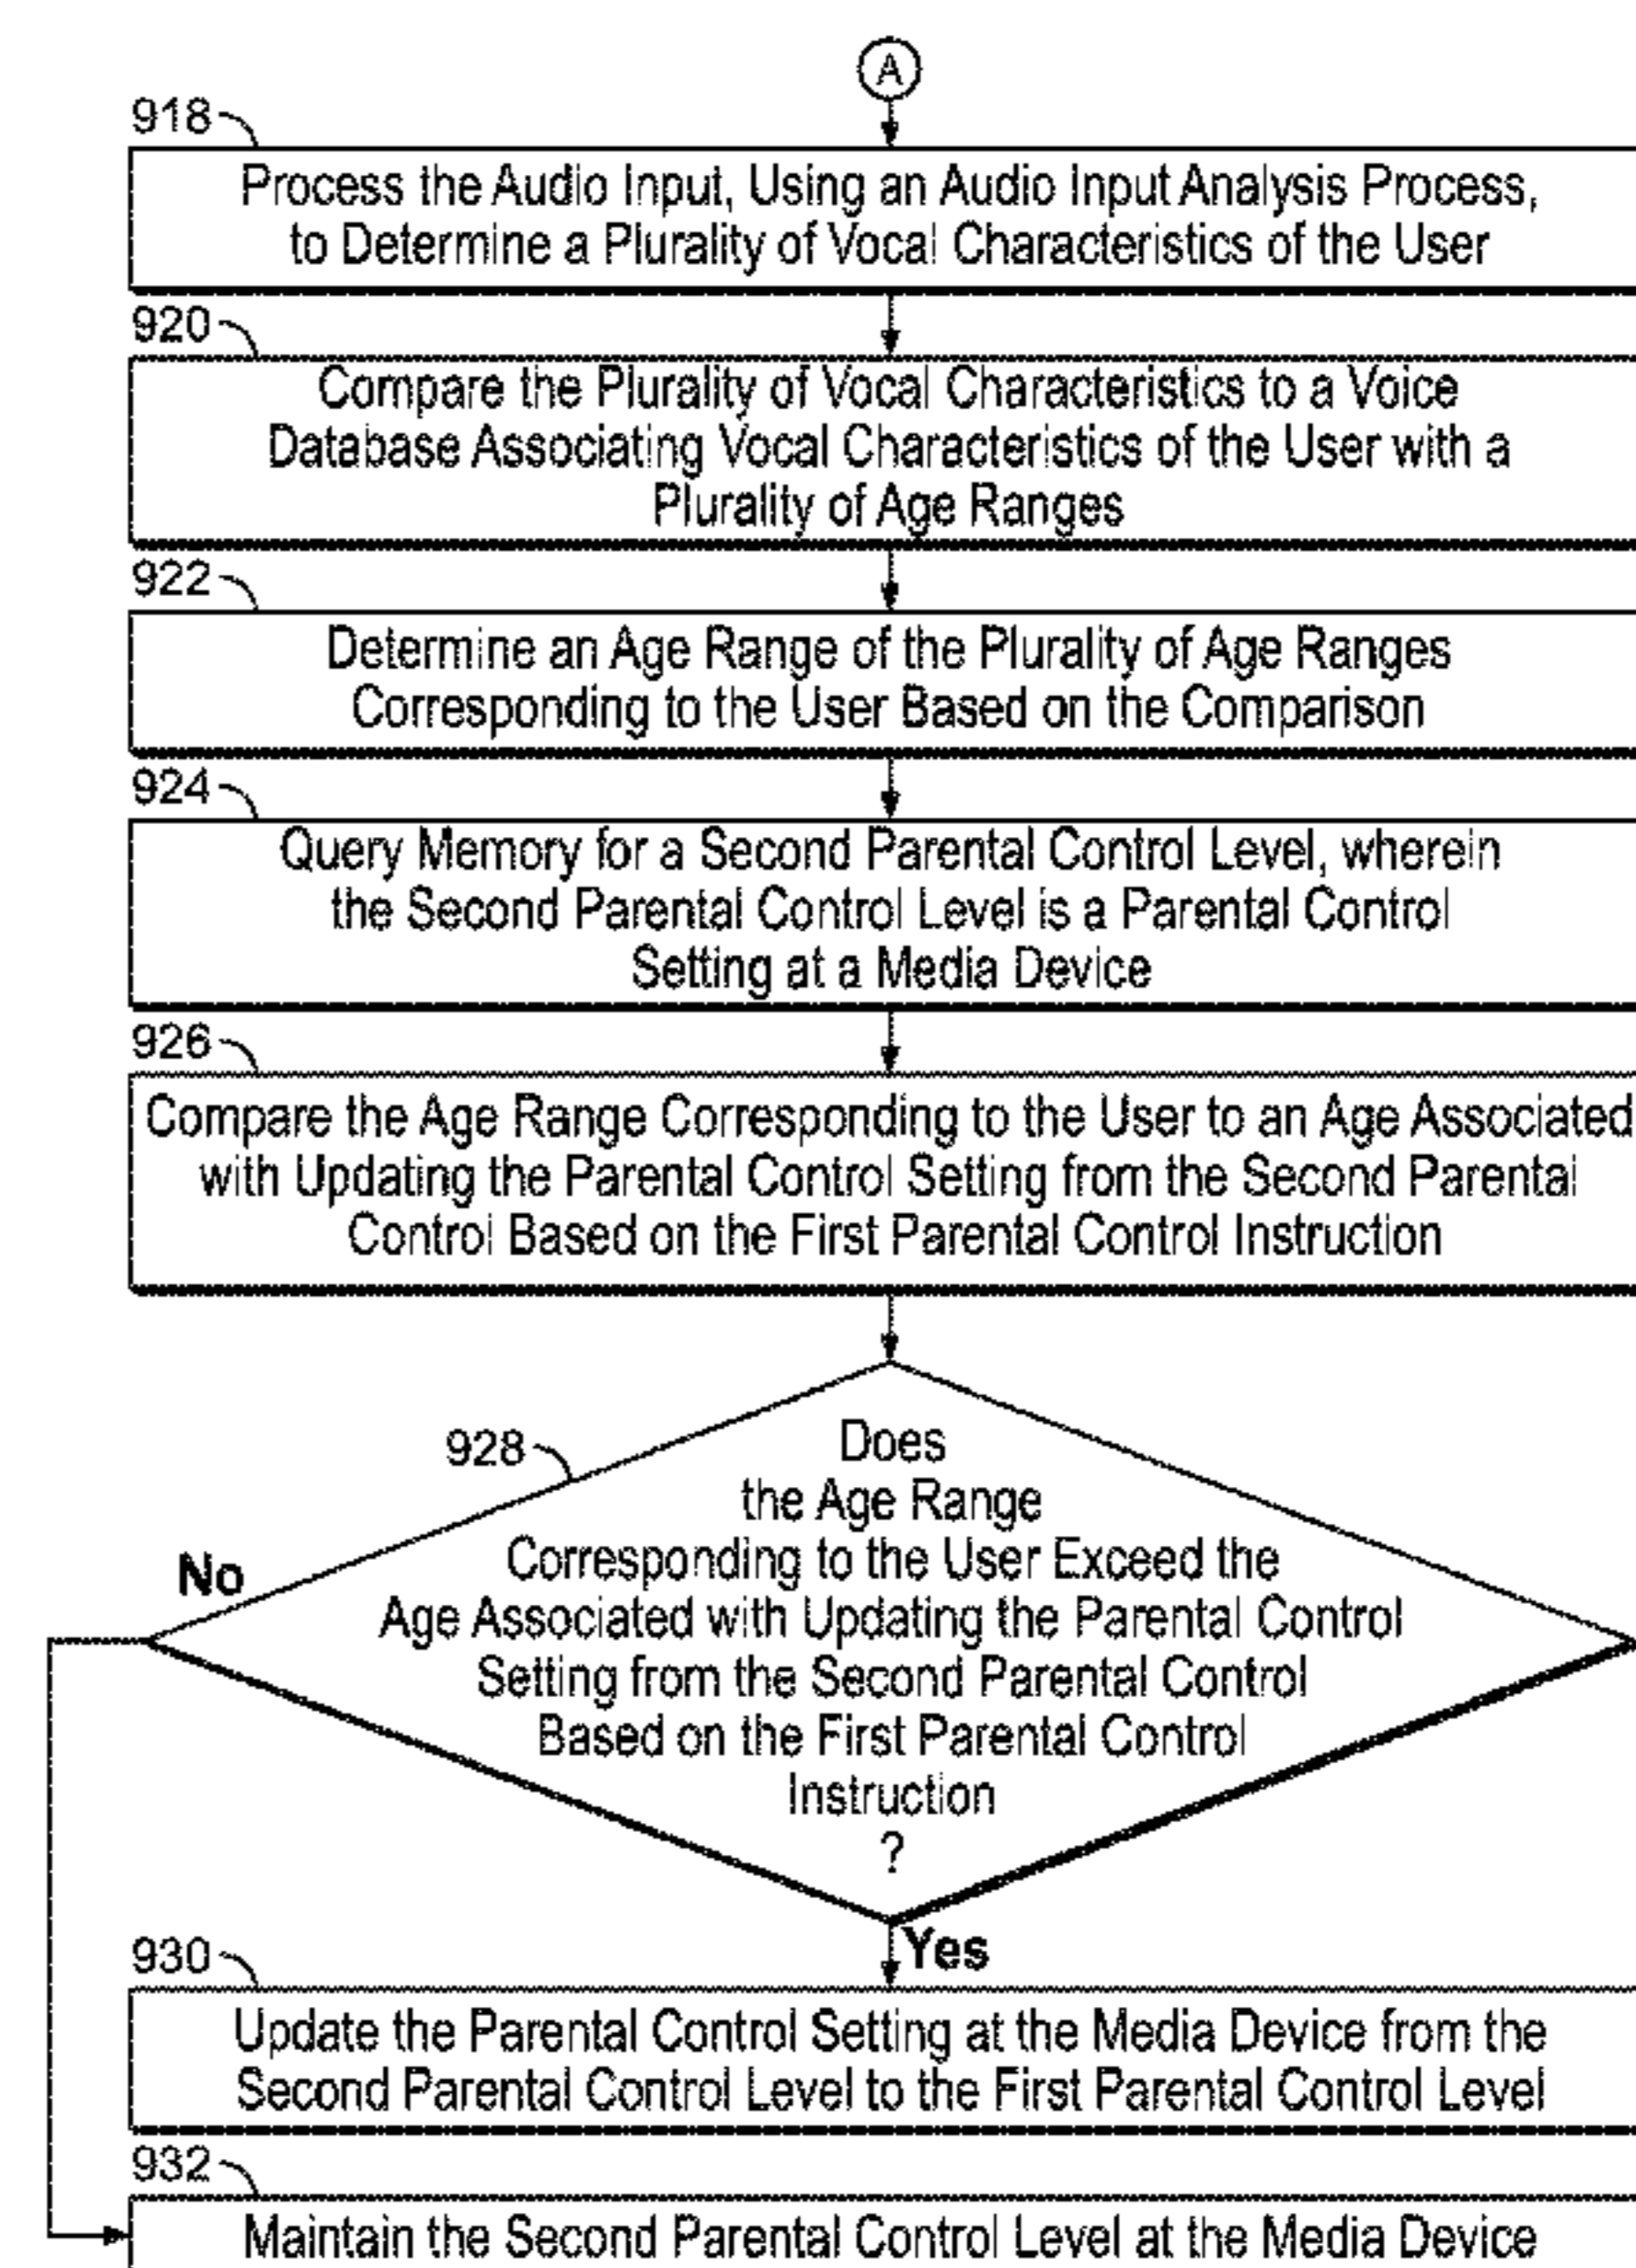 A
918
Process the Audio Input, Using an Audio Input Analysis Process,
to Determine a Plurality of Vocal Characteristics of the User
920
Compare the Plurality of Vocal Characteristics to a Voice
Database Associating Vocal Characteristics of the User with a
Plurality of Age Ranges
922
Determine an Age Range of the Plurality of Age Ranges
Corresponding to the User Based on the Comparison
924
Query Memory for a Second Parental Control Level, wherein
the Second Parental Control Level is a Parental Control
Setting at a Media Device
926
Compare the Age Range Corresponding to the User to an Age Associated
with Updating the Parental Control Setting from the Second Parental
Control Based on the First Parental Control Instruction
928
Does
the Age Range
Corresponding to the User Exceed the
Age Associated with Updating the Parental Control
Setting from the Second Parental Control
Based on the First Parental Control
Instruction
?
No
Yes
930
Update the Parental Control Setting at the Media Device from the
Second Parental Control Level to the First Parental Control Level
932
Maintain the Second Parental Control Level at the Media Device